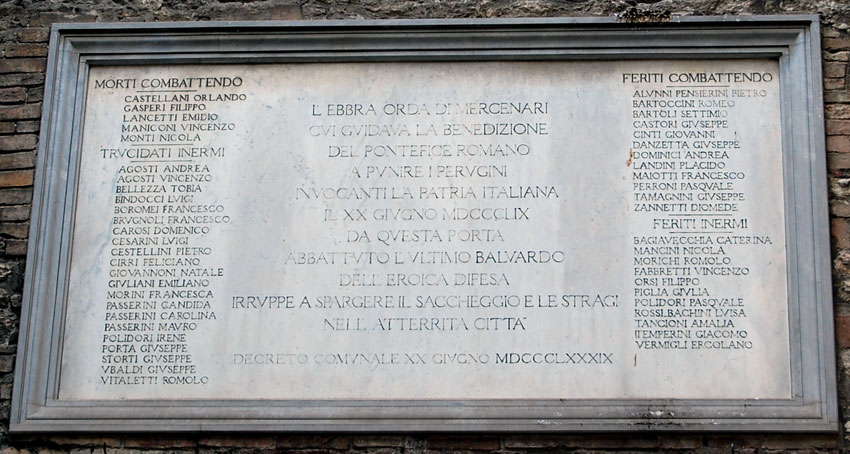 MORTI COMBATTENDO
CASTELLANI ORLANDO
GASPERI FILIPPO
LANCETTI EMIDIO
MANICONI VINCENZO
MONTI NICOLA
TRVCIDATI INERMI
AGOSTI ANDREA
AGOSTI VINCENZO
BELLEZZA TOBIA
BINDOCCI LVIGI
BOROMEI FRANCESCO
BRVGNOLI FRANCESCO
CAROSI DOMENICO
CESARINI LVIGI
CESTELLINI PIETRO
CIRRI FELICIANO
GIOVANNONI NATALE
GIVLIANI EMILIANO
MORINI FRANCESCA
PASSERINI CANDIDA
PASSERINI CAROLINA
PASSERINI MAVRO
POLIDORI IRENE
PORTA GIVSEPPE
STORTI GIVSEPPE
VBALDI GIVSEPPE
VITALETTI ROMOLO
L'EBBRA ORDA DI MERCENARI
CVI GVIDAVA LA BENEDIZIONE
DEL PONTEFICE ROMANO
A PVNIRE I PERVGINI
INVOCANTI LA PATRIA ITALIANA
IL XX GIVGNO MDCCCLIX
DA QVESTA PORTA
ABBATTVTO L'VLTIMO BALVARDO
DELL'EROICA DIFESA
IRRVPPE A SPARGERE IL SACCHEGGIO E LE STRAGI
NELL'ATTERRITA CITTA'
DECRETO COMVNALE XX GIVGNO MDCCCLXXXIX
FERITI COMBATTENDO
ALVNNI PENSIERINI PIETRO
BARTOCCINI ROMEO
BARTOLI SETTIMIO
CASTORI GIVSEPPE
CINTI GIOVANNI
DANZETTA GIVSEPPE
DOMINICI ANDREA
LANDINI PLACIDO
MAIOTTI FRANCESCO
PERRONI PASQVALE
TAMAGNINI GIVSEPPE
ZANNETTI DIOMEDE
FERITI INERMI
BAGIAVECCHIA CATERINA
MANCINI NICOLA
MORICHI ROMOLO
FABBRETTI VINCENZO
ORSI FILIPPO
PIGLIA GIVLIA
POLIDORI PASQVALE
ROSSI BACHINI LVISA
TANCIONI AMALIA
TEMPERINI GIACOMO
VERMIGLI ERCOLANO